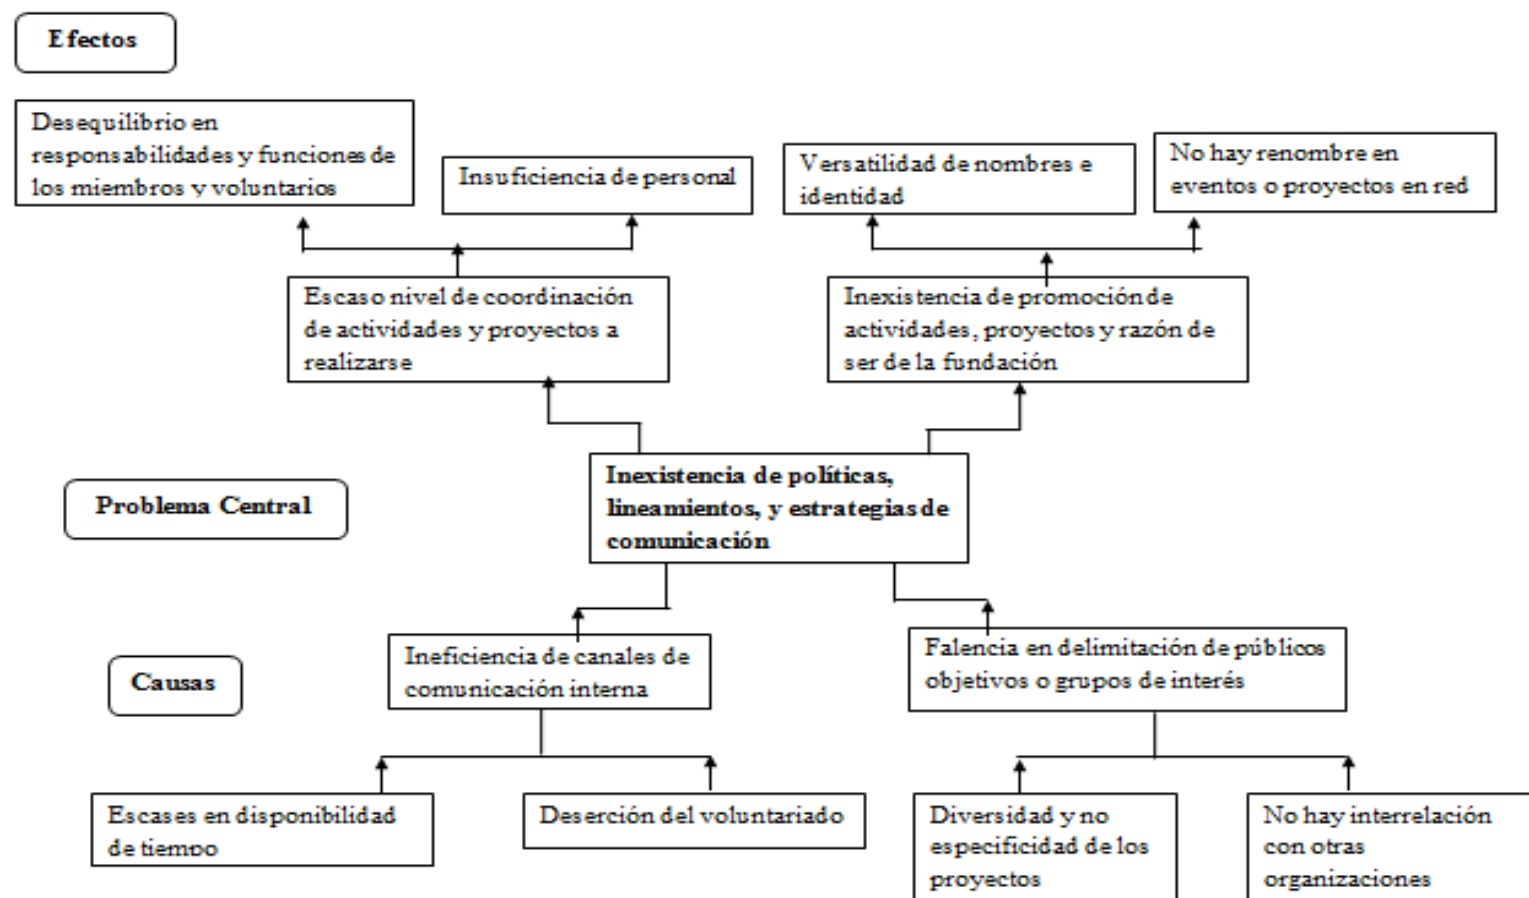 Efectos
Desequilibrio en
responsabilidades y funciones de
los miembros y voluntarios
Insuficiencia de personal
Versatilidad de nombres e
identidad
No hay renombre en
eventos o proyectos en red
Escaso nivel de coordinación
de actividades y proyectos a
realizarse
Inexistencia de promoción de
actividades, proyectos y razón de
ser de la fundación
Problema Central
Inexistencia de políticas,
lineamientos, y estrategias de
comunicación
Causas
Ineficiencia de canales de
comunicación interna
Falencia en delimitación de públicos
objetivos o grupos de interés
Escases en disponibilidad
de tiempo
Deserción del voluntariado
Diversidad y no
especificidad de los
proyectos
No hay interrelación
con otras
organizaciones